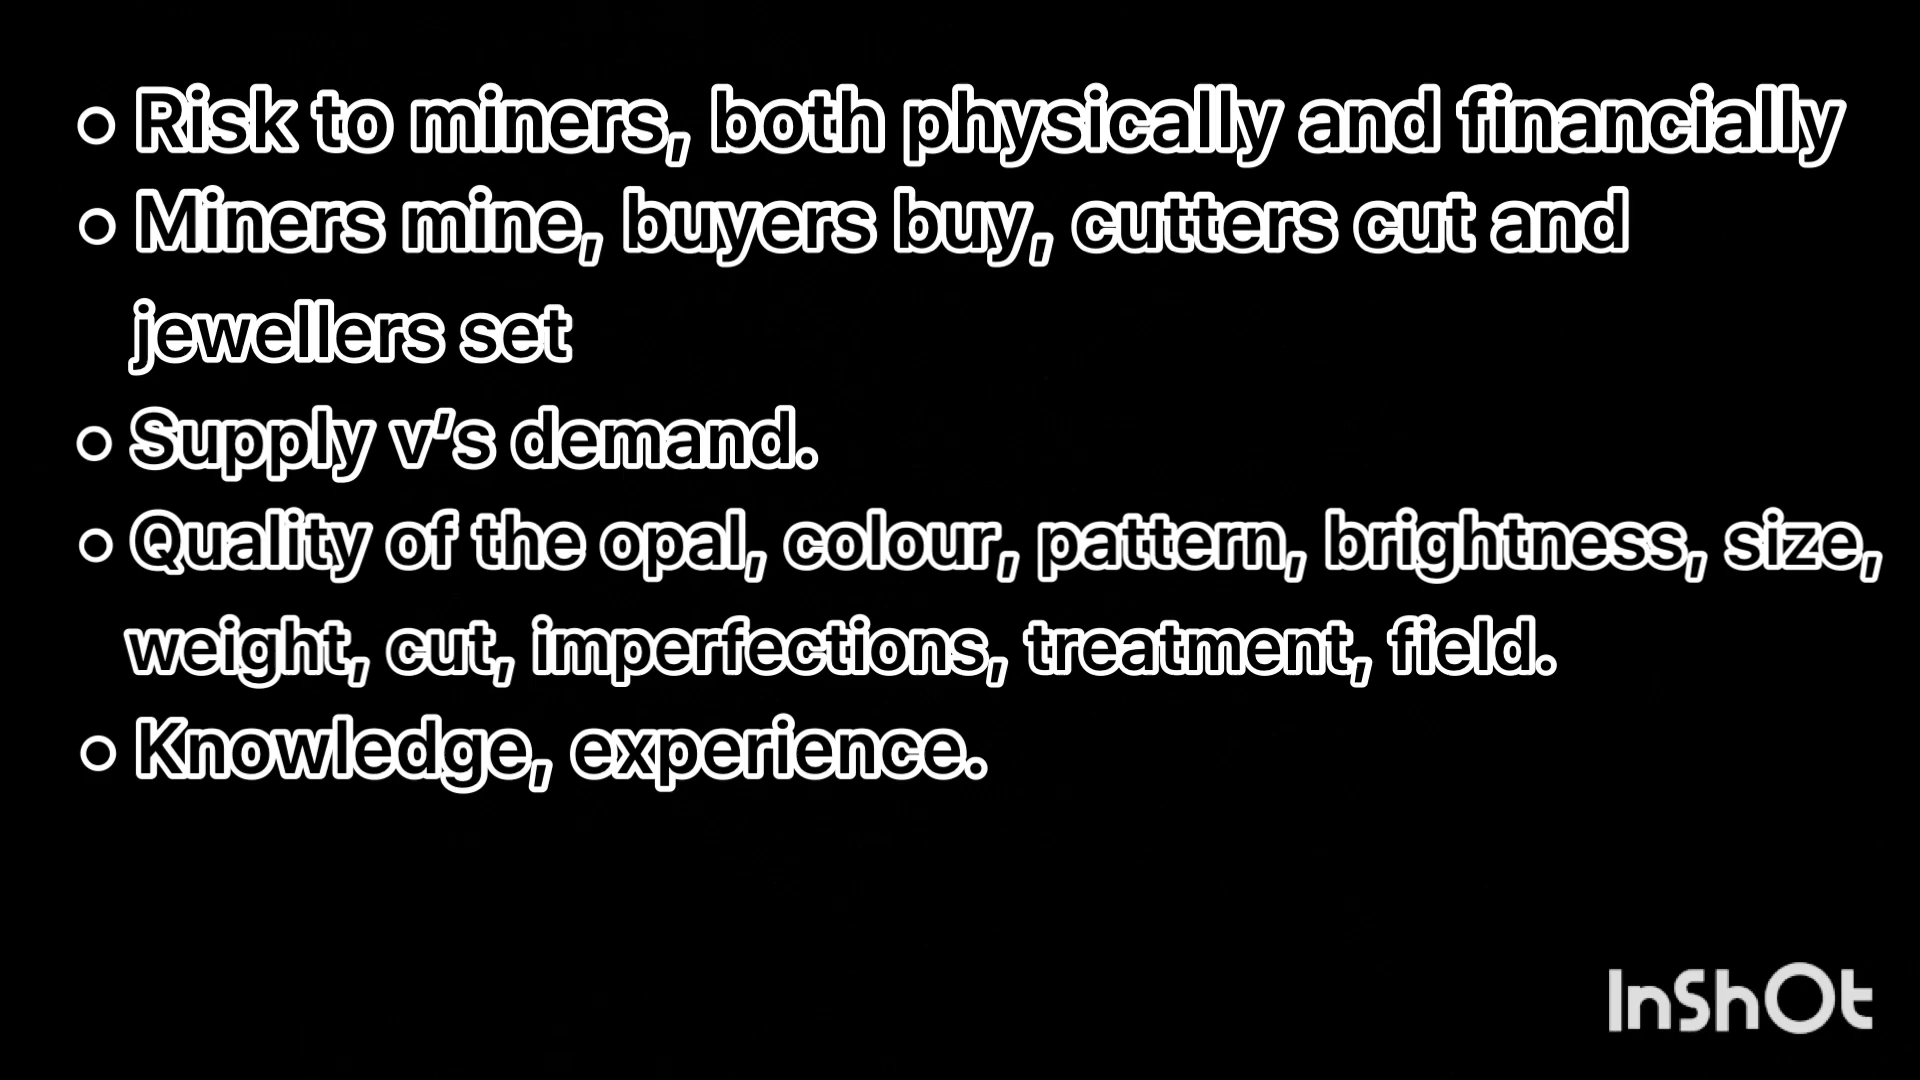 ○ Risk to miners, both physically and financially
○ Miners mine, buyers buy, cutters cut and
jewellers set
○ Supply v’s demand.
○ Quality of the opal, colour, pattern, brightness, size,
weight, cut, imperfections, treatment, field.
○ Knowledge, experience.
InShOt